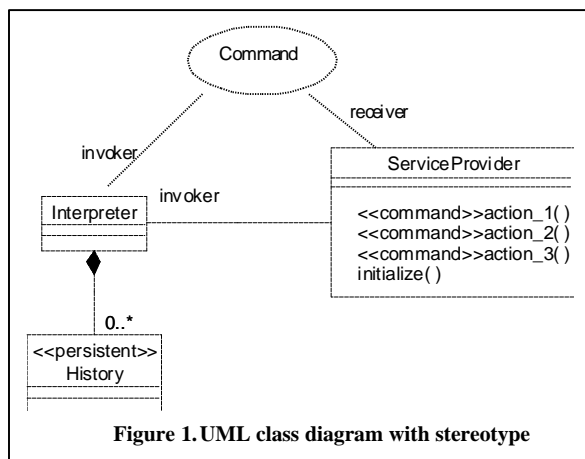 Command
receiver
invoker
ServiceProvider
Interpreter
invoker
<<command>>action_1()
<<command>>action_2()
<<command>>action_3()
initialize()
0..*
<<persistent>>
History
Figure 1. UML class diagram with stereotype